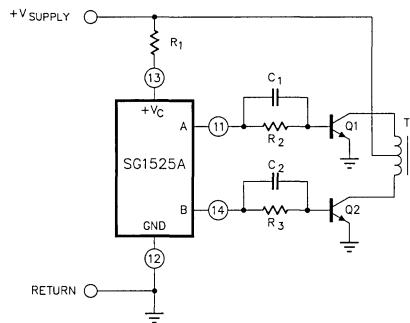 +V SUPPLY
R1
13
+VC
C1
A
11
R2
Q1
T
SG1525A
C2
B
14
R3
Q2
GND
12
RETURN